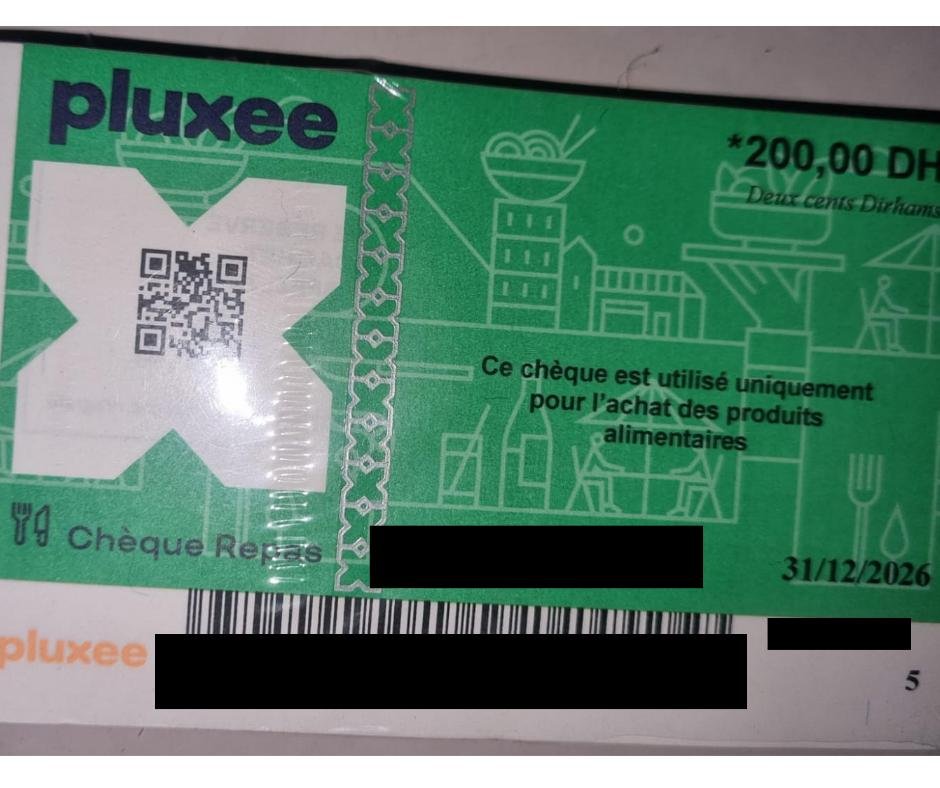 pluxee
*200,00 DH
Deux cents Dirhams
Ce chèque est utilisé uniquement
pour l'achat des produits
alimentaires
Chèque Repas
31/12/2026
pluxee
5